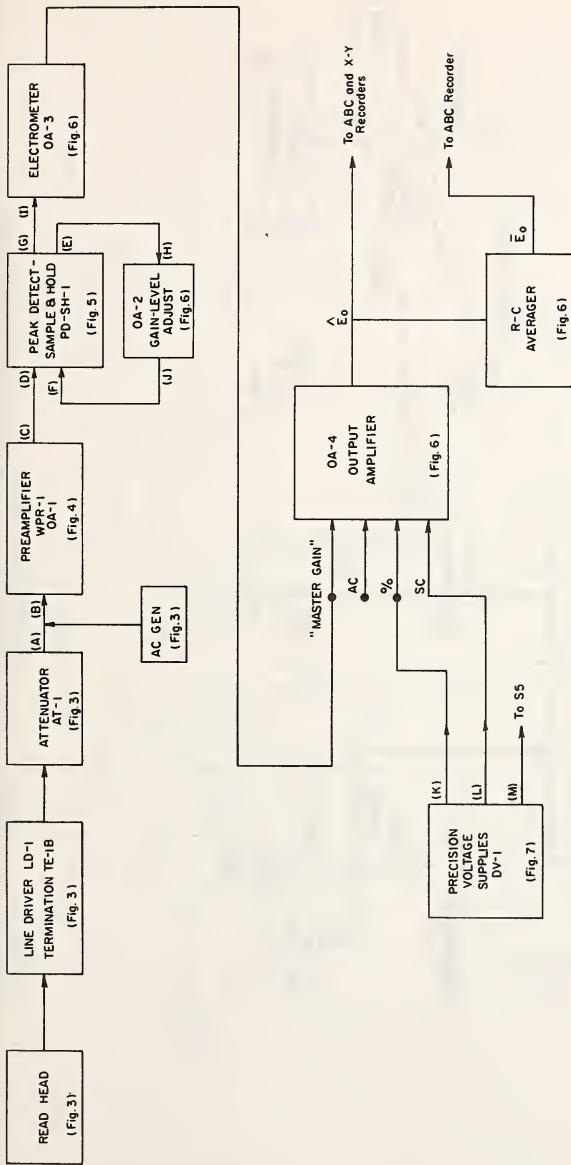 READ HEAD
(Fig.3)
LINE DRIVER LD-1
TERMINATION TE-1B
(Fig.3)
ATTENUATOR
AT-1
(Fig.3)
(A)
(B)
AC GEN
(Fig.3)
PREAMPLIFIER
WPR-1
OA-1
(Fig.4)
(C)
(D)
PEAK DETECT-
SAMPLE & HOLD
PD-SH-1
(Fig.5)
(G)
(I)
(E)
(F)
(H)
(J)
OA-2
GAIN-LEVEL
ADJUST
(Fig.6)
ELECTROMETER
OA-3
(Fig.6)
"MASTER GAIN"
AC
%
SC
OA-4
OUTPUT
AMPLIFIER
(Fig.6)
Ê₀
To ABC and X-Y
Recorders
R-C
AVERAGER
(Fig.6)
E̅₀
To ABC Recorder
PRECISION
VOLTAGE
SUPPLIES
DV-1
(Fig.7)
(K)
(L)
(M)
To S5